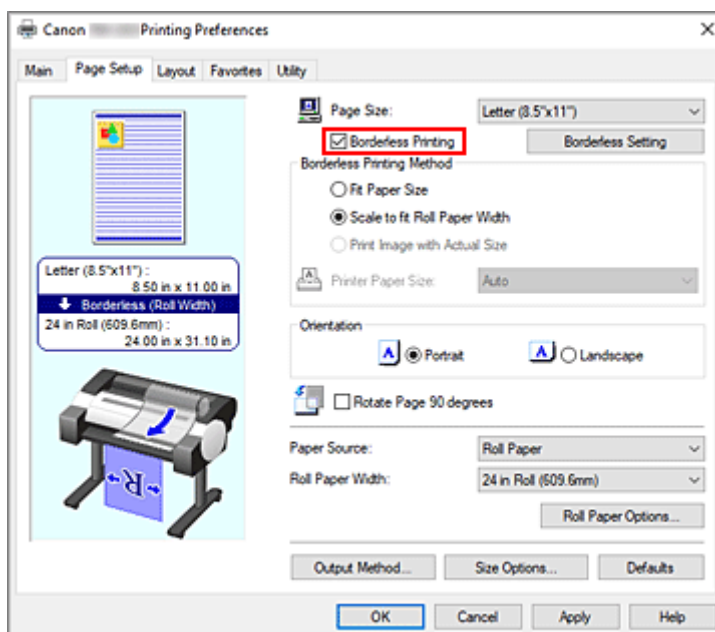 Canon Printing Preferences
Main Page Setup Layout Favorites Utility
Page Size: Letter (8.5"x11")
Borderless Printing Borderless Setting
Borderless Printing Method
Fit Paper Size
Scale to fit Roll Paper Width
Print Image with Actual Size
Printer Paper Size: Auto
Letter (8.5"x11") :
8.50 in x 11.00 in
Borderless (Roll Width)
24 in Roll (609.6mm) :
24.00 in x 31.10 in
Orientation
A Portrait A Landscape
Rotate Page 90 degrees
R
Paper Source: Roll Paper
Roll Paper Width: 24 in Roll (609.6mm)
Roll Paper Options...
Output Method... Size Options... Defaults
OK Cancel Apply Help